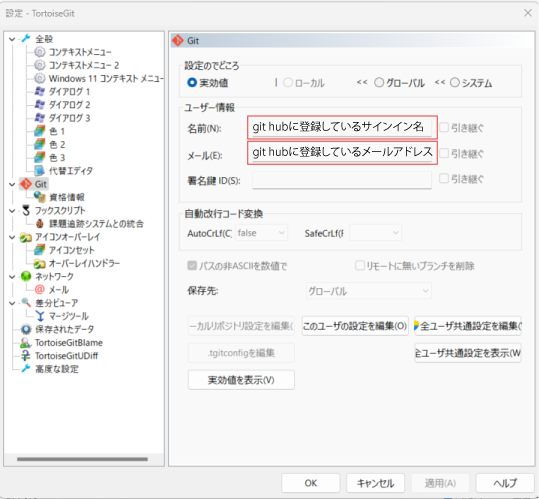 設定 - TortoiseGit
全般
コンテキストメニュー
コンテキストメニュー 2
Windows 11 コンテキスト メニュー
ダイアログ 1
ダイアログ 2
ダイアログ 3
色 1
色 2
色 3
代替エディタ
Git
資格情報
フックスクリプト
課題追跡システムとの統合
アイコンオーバーレイ
アイコンセット
オーバーレイハンドラー
ネットワーク
メール
差分ビューア
マージツール
保存されたデータ
TortoiseGitBlame
TortoiseGitUDiff
高度な設定
Git
設定のでどころ
実効値 | ローカル << グローバル << システム
ユーザー情報
名前(N): git hubに登録しているサインイン名 引き継ぐ
メール(E): git hubに登録しているメールアドレス 引き継ぐ
署名鍵 ID(S): 引き継ぐ
自動改行コード変換
AutoCrLf(C) false SafeCrLf(F
パスの非ASCIIを数値で リモートに無いブランチを削除
保存先: グローバル
ーカルリポジトリ設定を編集( このユーザの設定を編集(O) 全ユーザ共通設定を編集(
.tgitconfigを編集 全ユーザ共通設定を表示(W
実効値を表示(V)
OK キャンセル 適用(A) ヘルプ